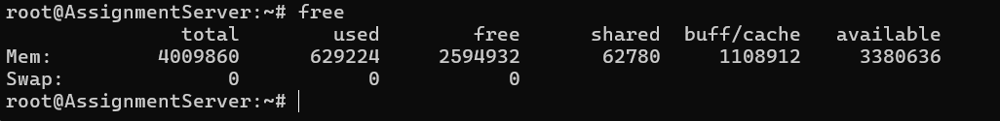 root@AssignmentServer:~# free
              total        used        free      shared  buff/cache   available
Mem:        4009860      629224     2594932       62780     1108912     3380636
Swap:             0           0           0
root@AssignmentServer:~#